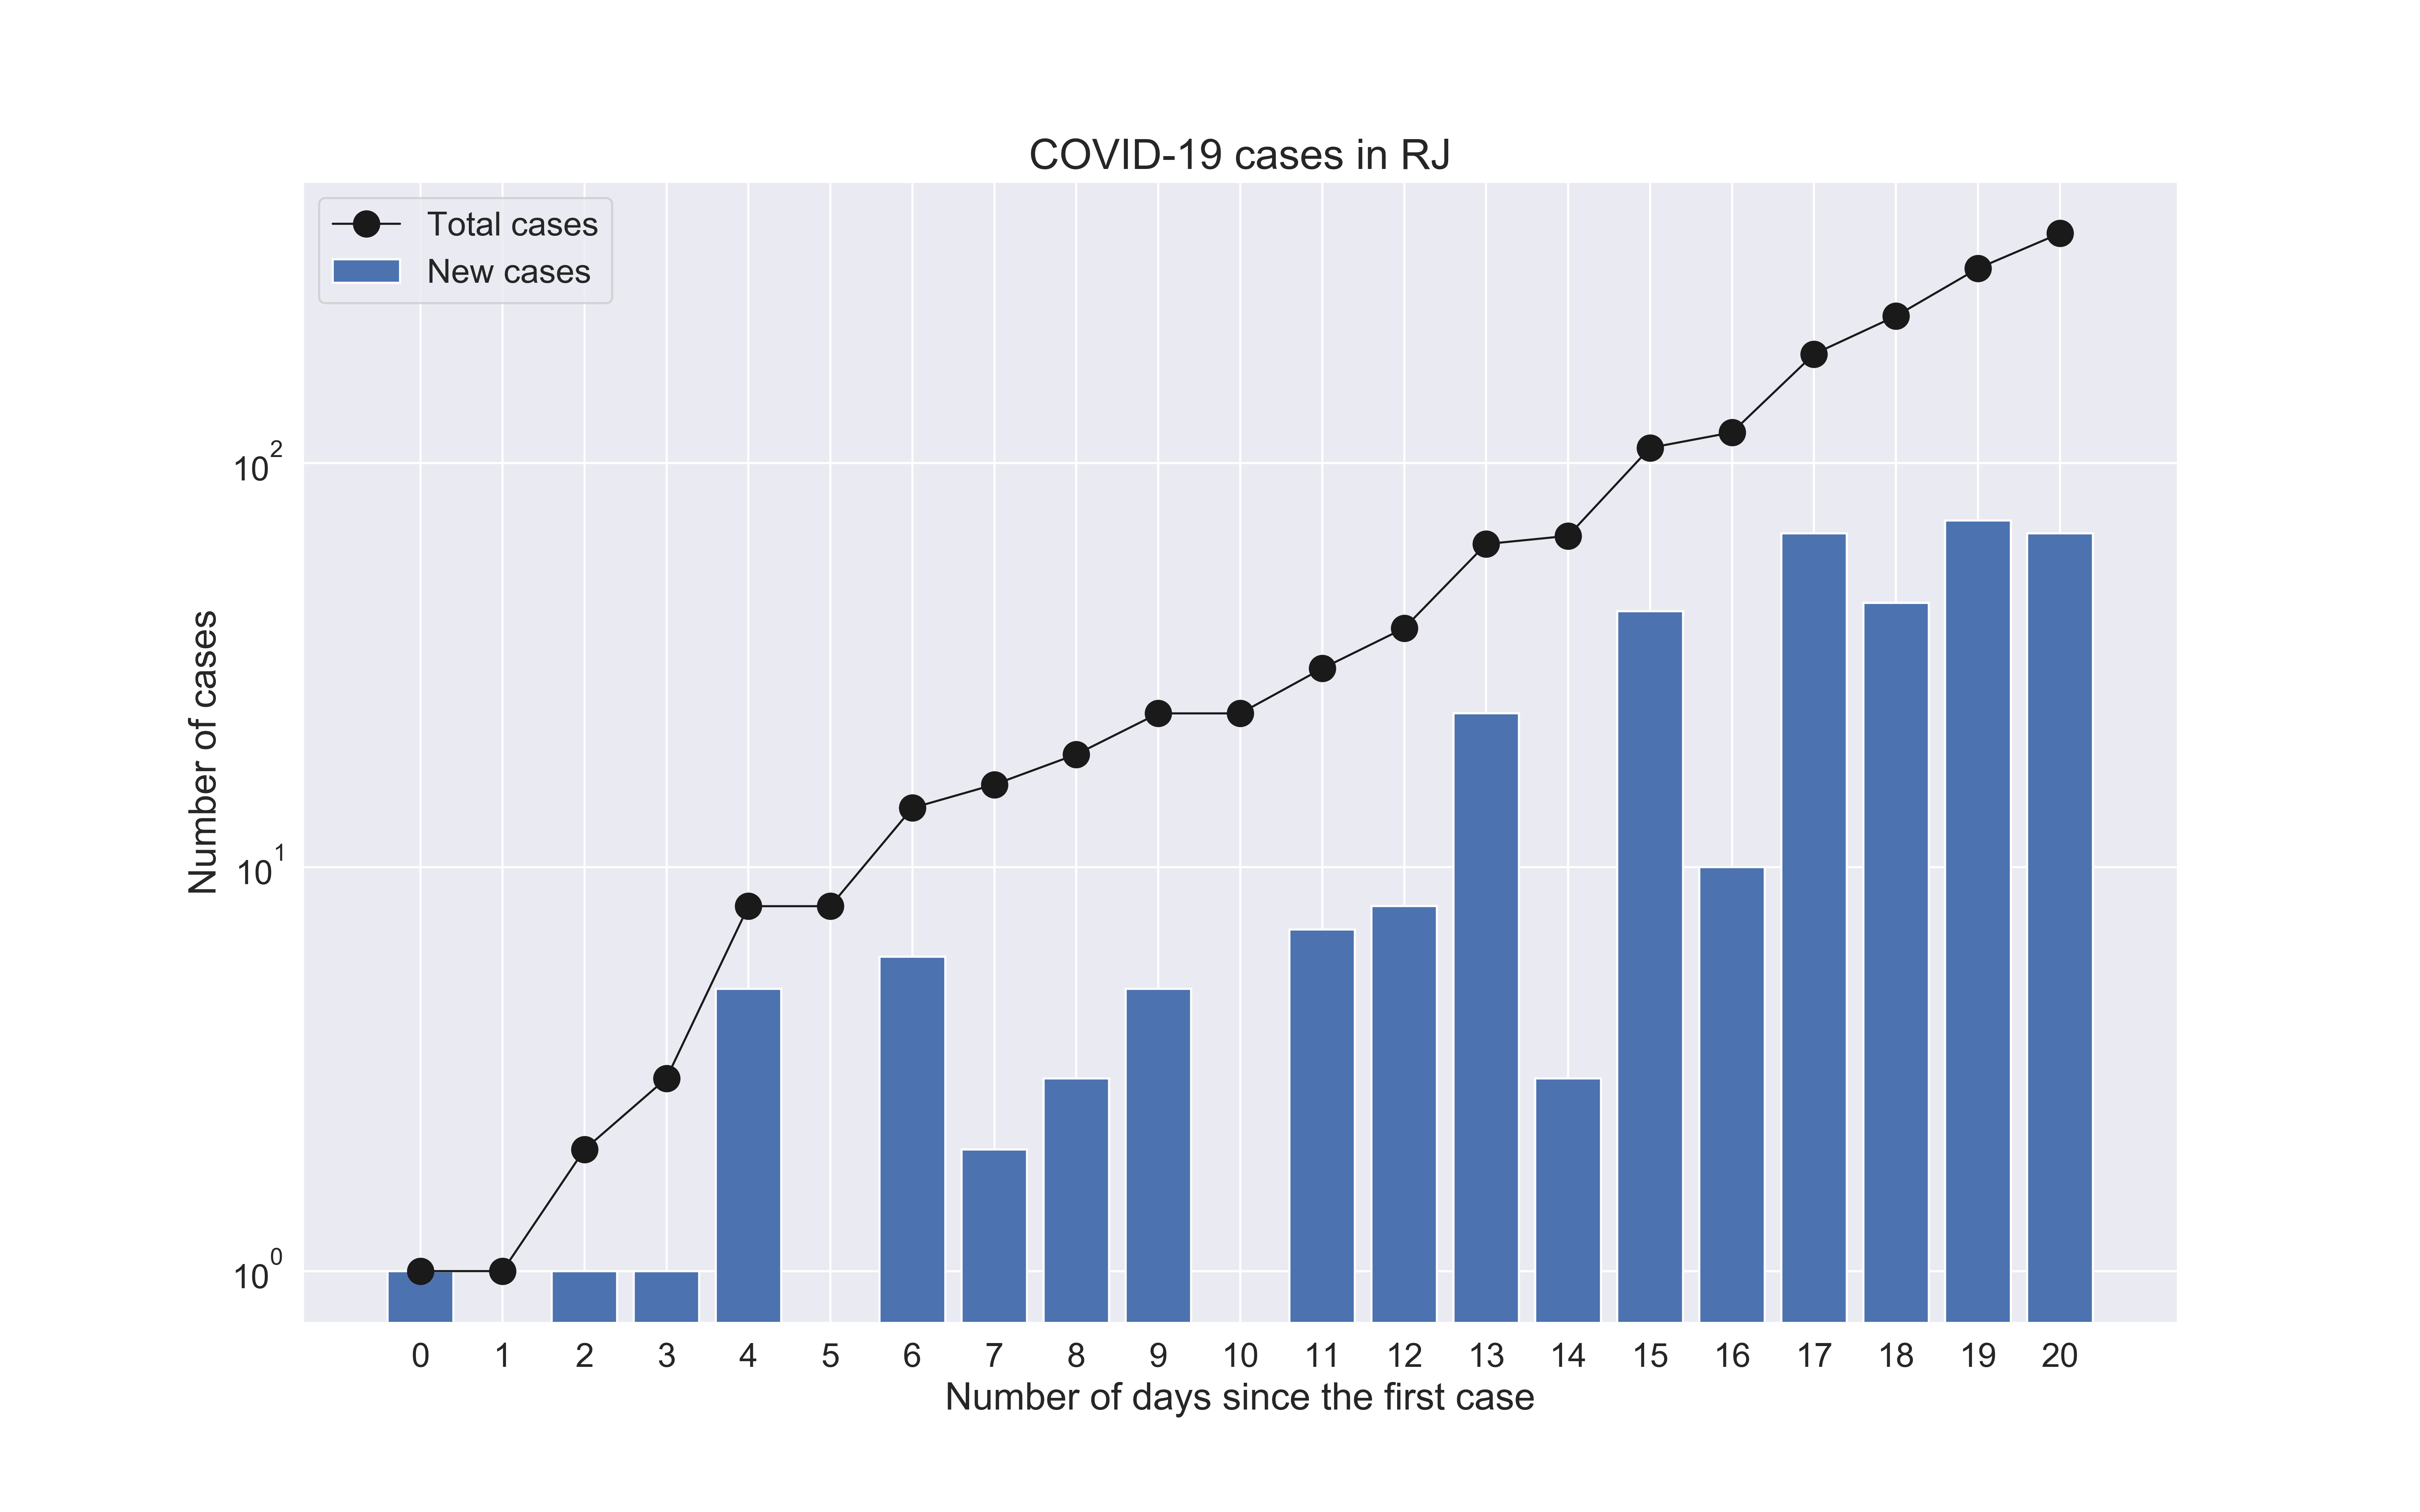 COVID-19 cases in RJ
Total cases
New cases
Number of cases
10²
10¹
10⁰
0 1 2 3 4 5 6 7 8 9 10 11 12 13 14 15 16 17 18 19 20
Number of days since the first case